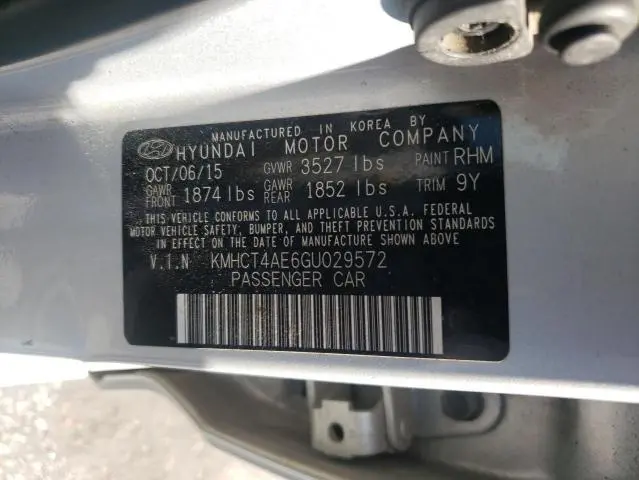 MANUFACTURED IN KOREA BY
HYUNDAI MOTOR COMPANY
OCT/06/15 GVWR 3527 lbs PAINT RHM
GAWR FRONT 1874 lbs GAWR REAR 1852 lbs TRIM 9Y
THIS VEHICLE CONFORMS TO ALL APPLICABLE U.S.A. FEDERAL
MOTOR VEHICLE SAFETY, BUMPER, AND THEFT PREVENTION STANDARDS
IN EFFECT ON THE DATE OF MANUFACTURE SHOWN ABOVE
V.I.N KMHCT4AE6GU029572
PASSENGER CAR